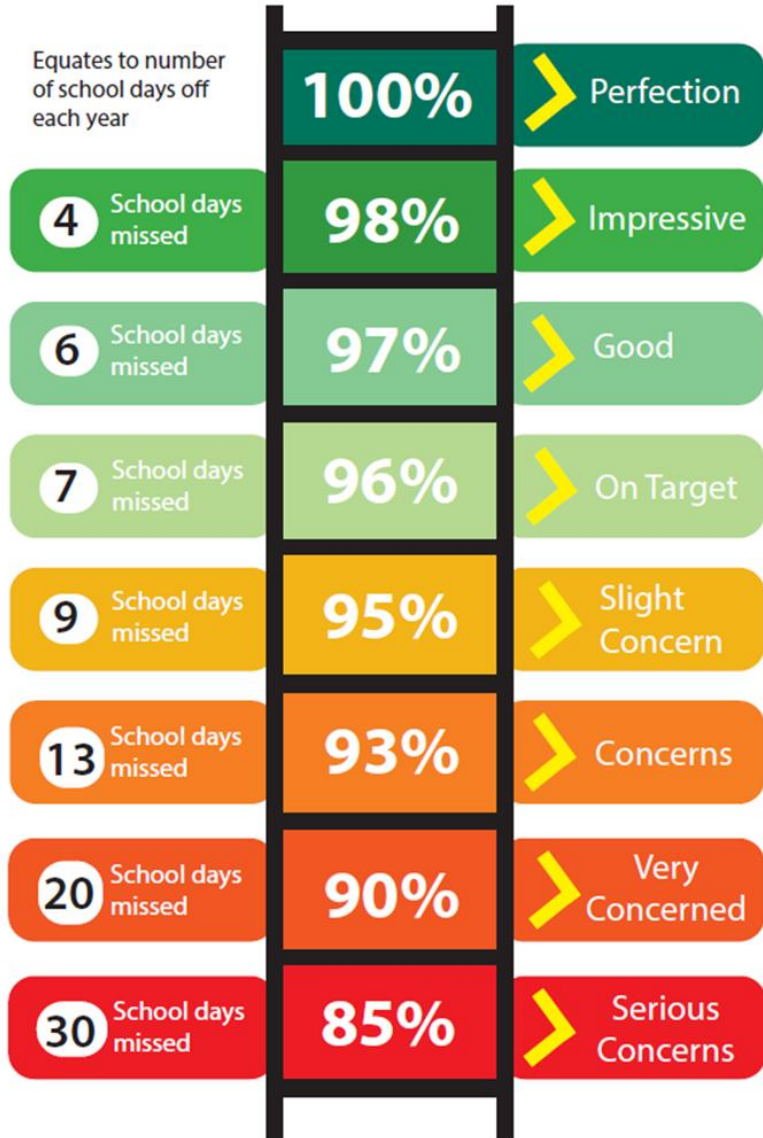 Equates to number
of school days off
each year
100%
Perfection
4
School days
missed
98%
Impressive
6
School days
missed
97%
Good
7
School days
missed
96%
On Target
9
School days
missed
95%
Slight
Concern
13
School days
missed
93%
Concerns
20
School days
missed
90%
Very
Concerned
30
School days
missed
85%
Serious
Concerns